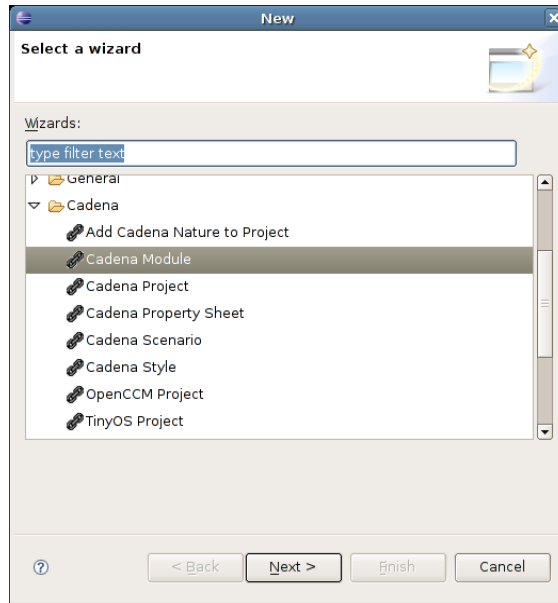 New
Select a wizard
Wizards:
type filter text
General
Cadena
Add Cadena Nature to Project
Cadena Module
Cadena Project
Cadena Property Sheet
Cadena Scenario
Cadena Style
OpenCCM Project
TinyOS Project
?
< Back Next > Finish Cancel